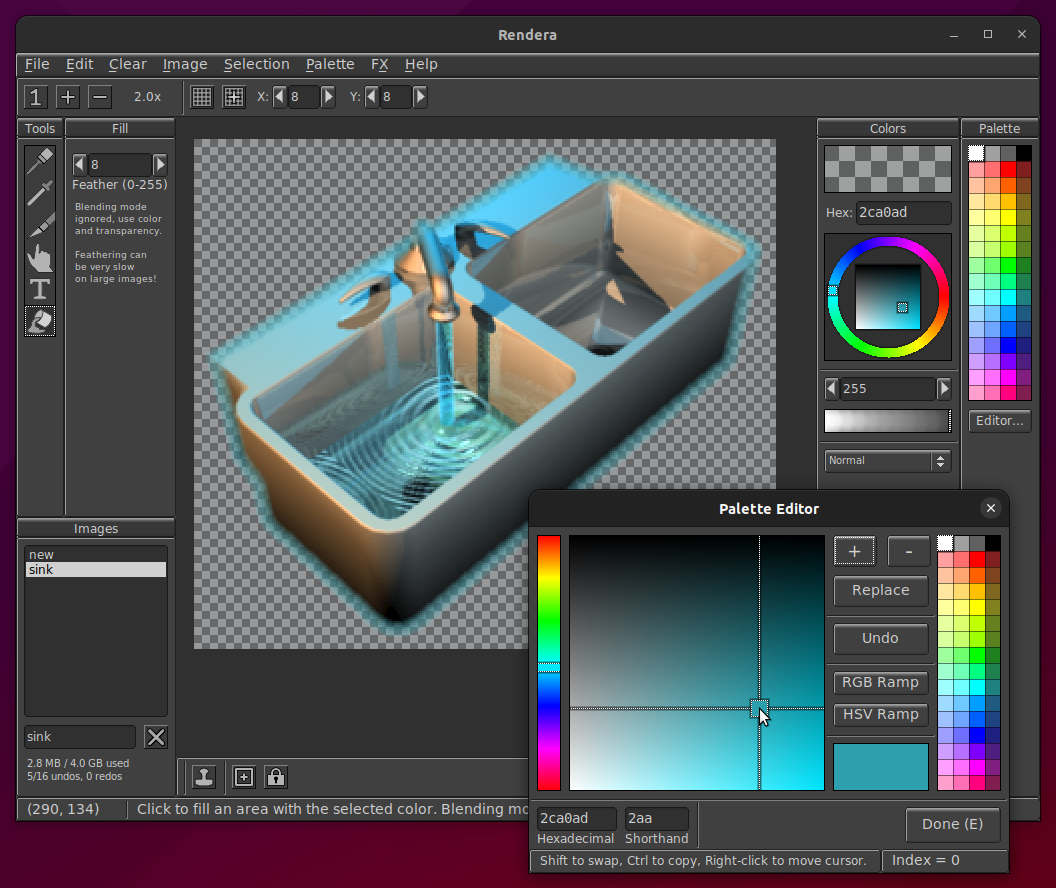 Rendera
File Edit Clear Image Selection Palette FX Help
1 + − 2.0x X: 8 Y: 8
Tools Fill Colors Palette
8
Feather (0-255)
Blending mode
ignored, use color
and transparency.
Feathering can
be very slow
on large images!
Hex: 2ca0ad
255
Editor...
Normal
Images
new
sink
sink
2.8 MB / 4.0 GB used
5/16 undos, 0 redos
(290, 134) Click to fill an area with the selected color. Blending mo
Palette Editor
+ -
Replace
Undo
RGB Ramp
HSV Ramp
2ca0ad 2aa
Hexadecimal Shorthand
Done (E)
Shift to swap, Ctrl to copy, Right-click to move cursor. Index = 0